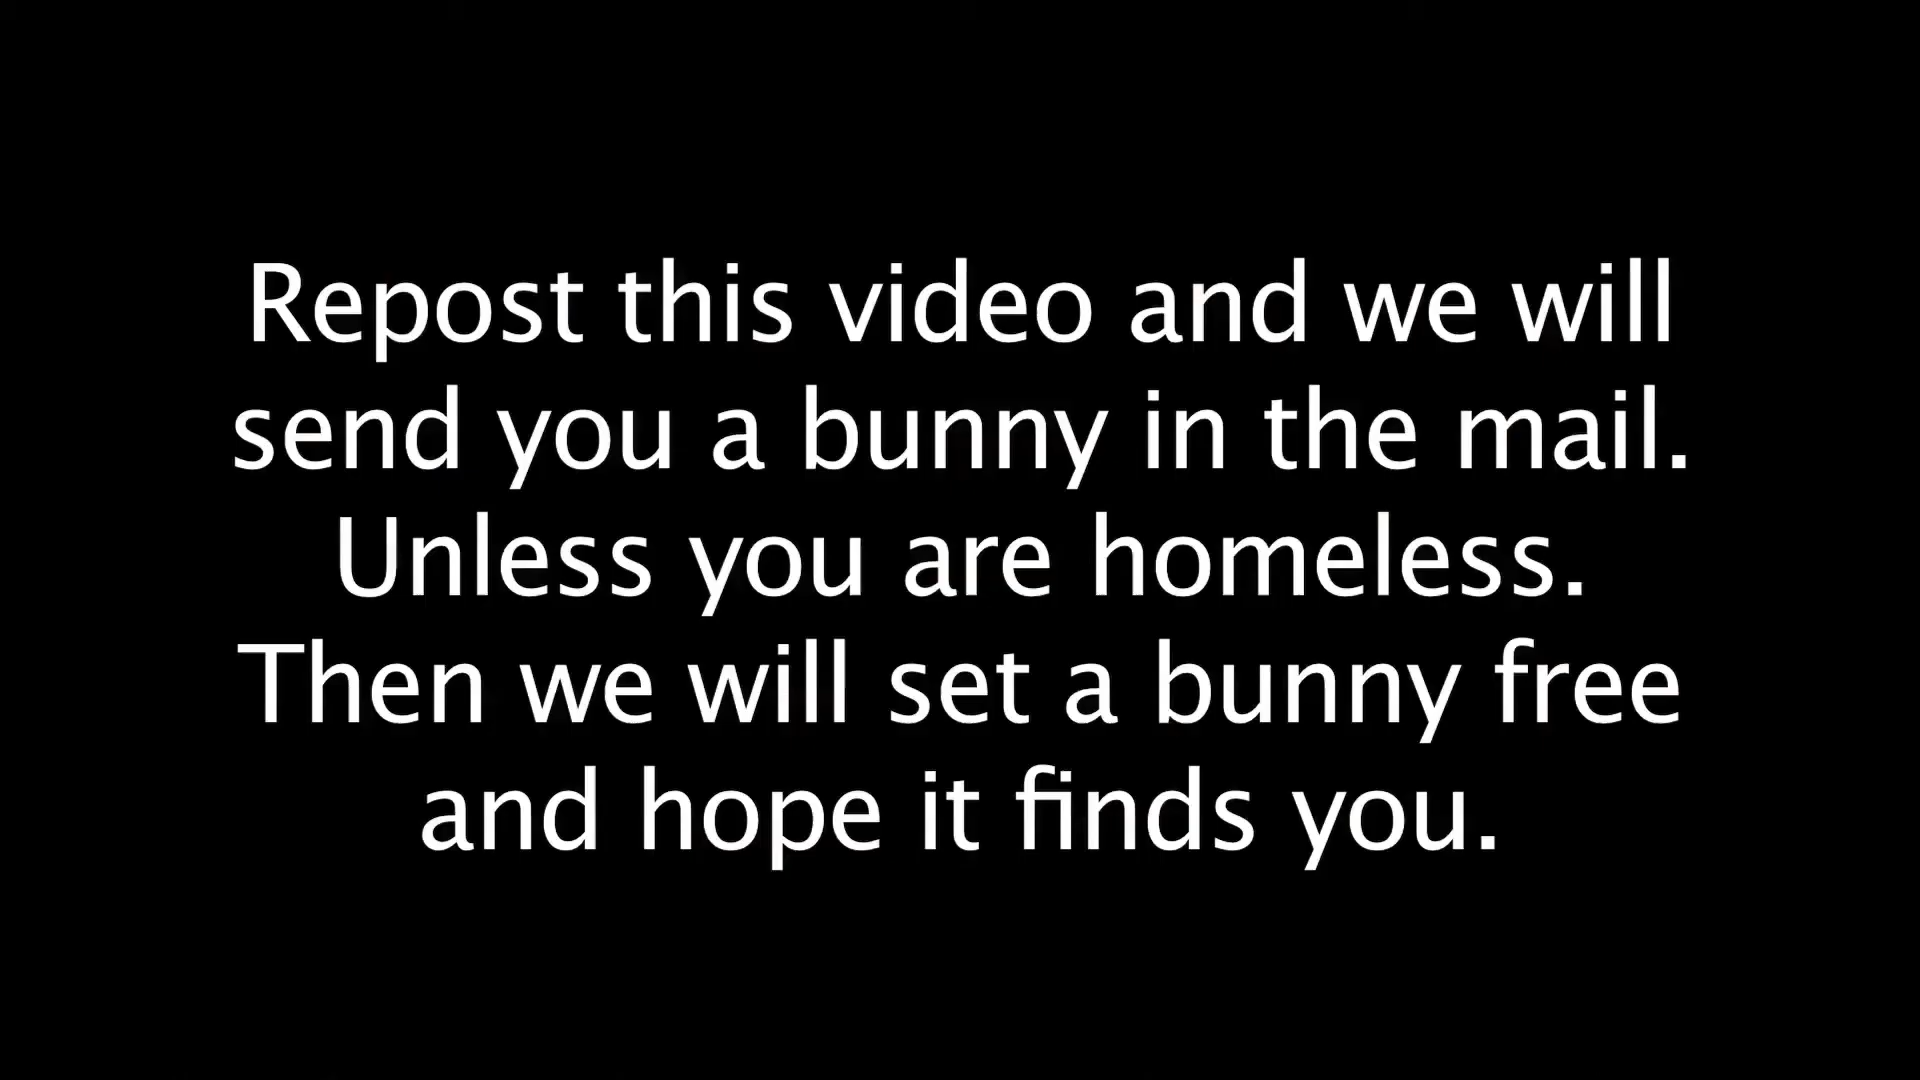 Repost this video and we will
send you a bunny in the mail.
Unless you are homeless.
Then we will set a bunny free
and hope it finds you.